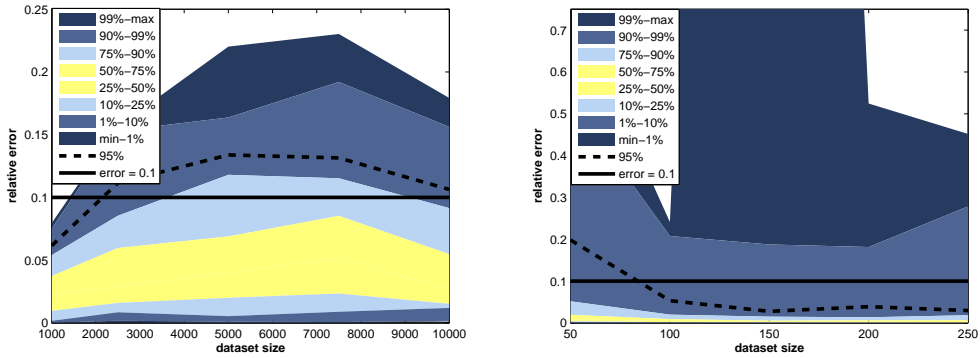 0.25
0.2
0.15
0.1
0.05
0
relative error
99%−max
90%−99%
75%−90%
50%−75%
25%−50%
10%−25%
1%−10%
min−1%
95%
error = 0.1
1000 2000 3000 4000 5000 6000 7000 8000 9000 10000
dataset size
0.7
0.6
0.5
0.4
0.3
0.2
0.1
0
relative error
99%−max
90%−99%
75%−90%
50%−75%
25%−50%
10%−25%
1%−10%
min−1%
95%
error = 0.1
50 100 150 200 250
dataset size